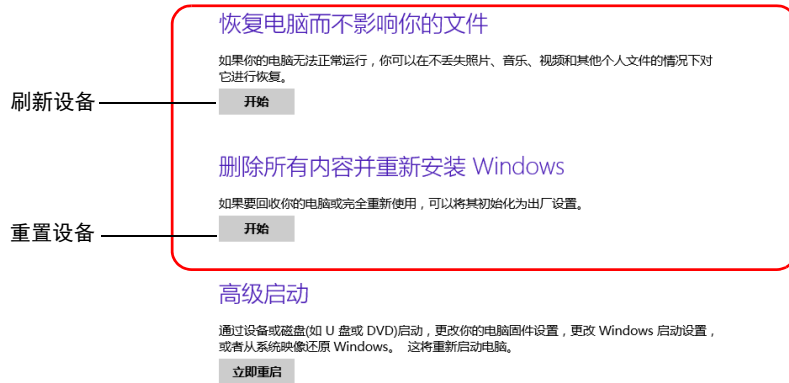 恢复电脑而不影响你的文件
如果你的电脑无法正常运行，你可以在不丢失照片、音乐、视频和其他个人文件的情况下对
它进行恢复。
刷新设备
开始
删除所有内容并重新安装 Windows
如果要回收你的电脑或完全重新使用，可以将其初始化为出厂设置。
重置设备
开始
高级启动
通过设备或磁盘(如 U 盘或 DVD)启动，更改你的电脑固件设置，更改 Windows 启动设置，
或者从系统映像还原 Windows。 这将重新启动电脑。
立即重启